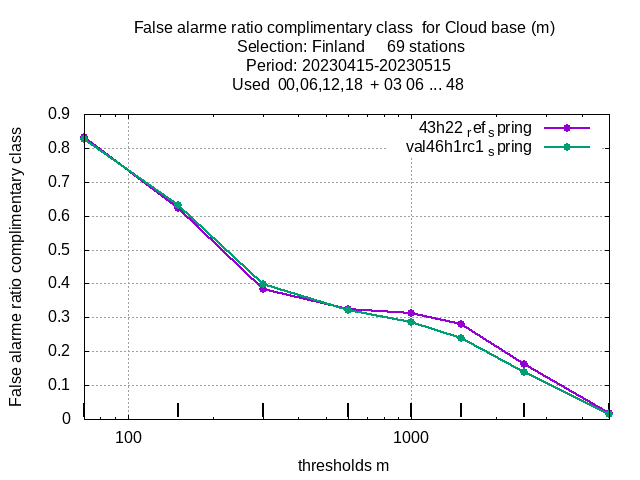 False alarme ratio complimentary class for Cloud base (m)
Selection: Finland 69 stations
Period: 20230415-20230515
Used 00,06,12,18 + 03 06 ... 48
False alarme ratio complimentary class
0.9
0.8
0.7
0.6
0.5
0.4
0.3
0.2
0.1
0
43h22 ref spring
val46h1rc1 spring
100
1000
thresholds m